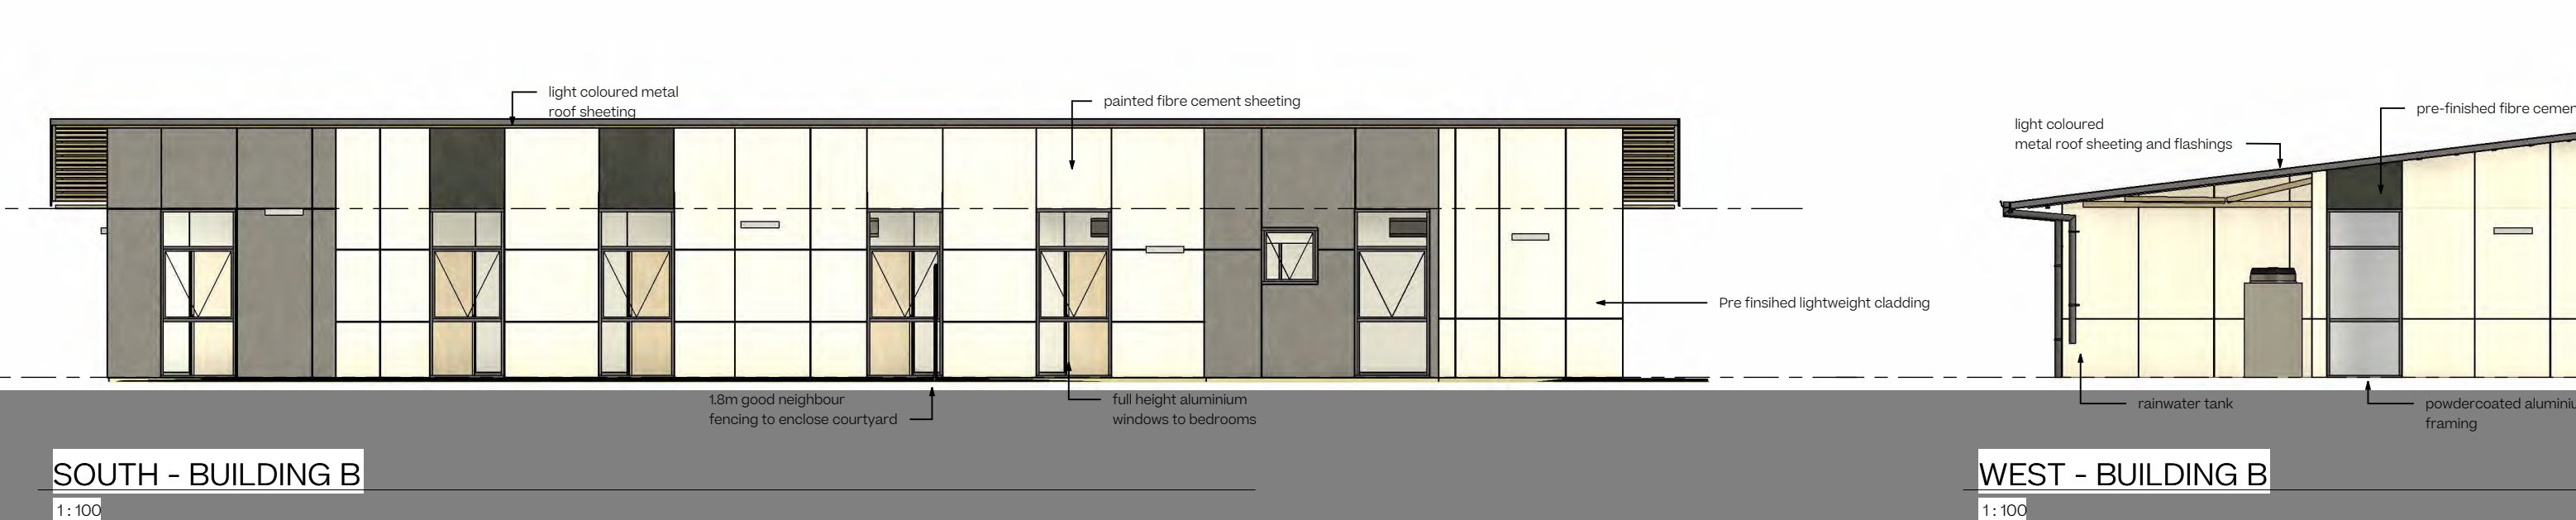 light coloured metal
roof sheeting
painted fibre cement sheeting
Pre finsihed lightweight cladding
1.8m good neighbour
fencing to enclose courtyard
full height aluminium
windows to bedrooms
SOUTH - BUILDING B
1 : 100
light coloured
metal roof sheeting and flashings
pre-finished fibre
rainwater tank
powdercoated
framing
WEST - BUILDING B
1 : 100